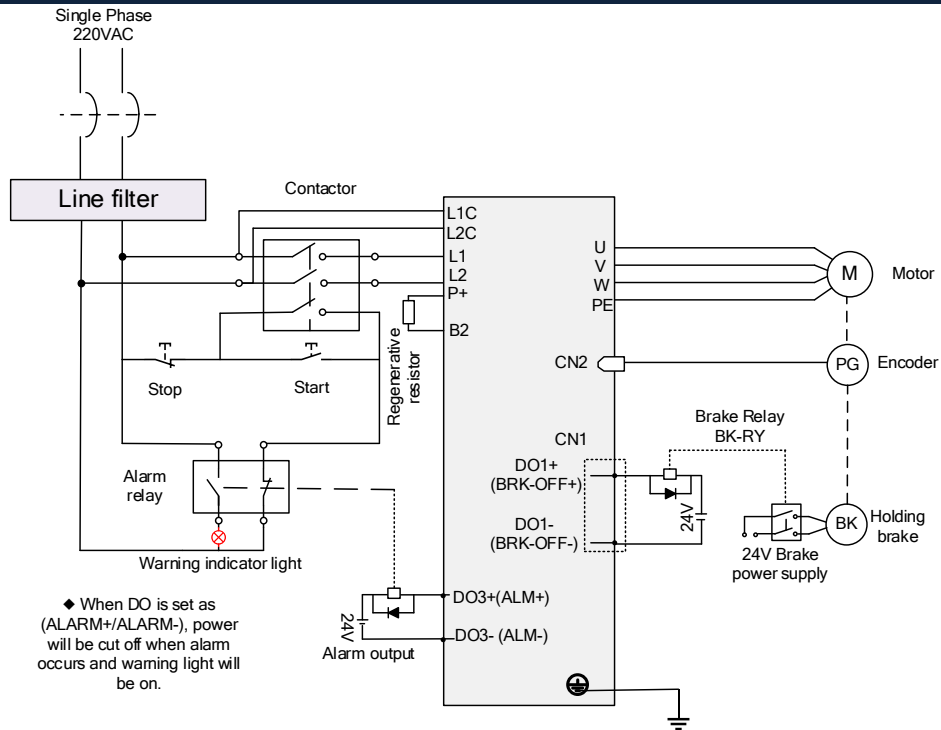 Single Phase
220VAC
Line filter
Contactor
L1C
L2C
L1
L2
P+
B2
Regenerative
resistor
Stop
Start
Alarm
relay
Warning indicator light
◆ When DO is set as
(ALARM+/ALARM-), power
will be cut off when alarm
occurs and warning light will
be on.
24V
Alarm output
U
V
W
PE
M
Motor
CN2
PG
Encoder
CN1
DO1+
(BRK-OFF+)
DO1-
(BRK-OFF-)
24V
Brake Relay
BK-RY
BK
Holding
brake
24V Brake
power supply
DO3+(ALM+)
DO3- (ALM-)